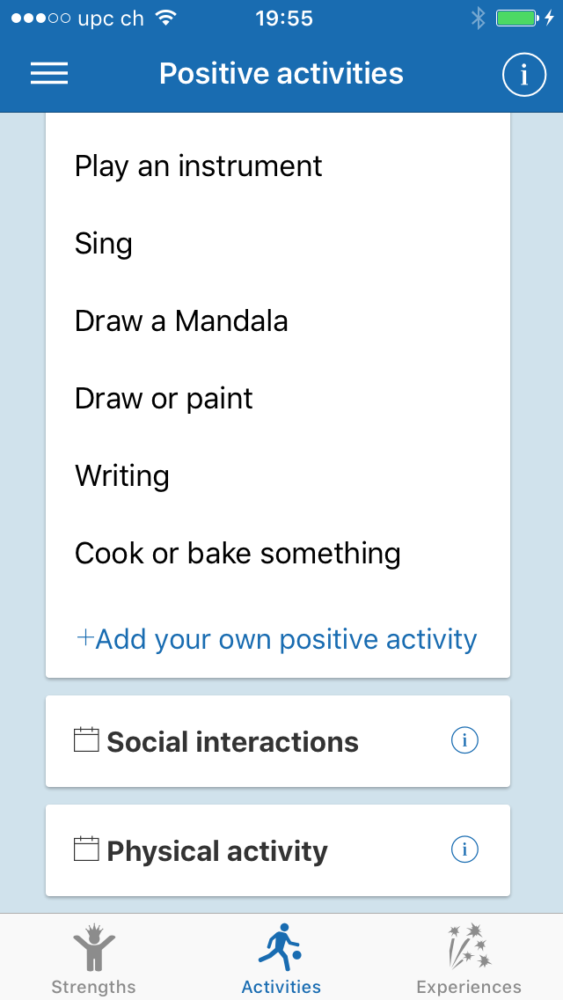 upc ch 19:55
Positive activities
Play an instrument
Sing
Draw a Mandala
Draw or paint
Writing
Cook or bake something
+Add your own positive activity
Social interactions i
Physical activity i
Strengths Activities Experiences